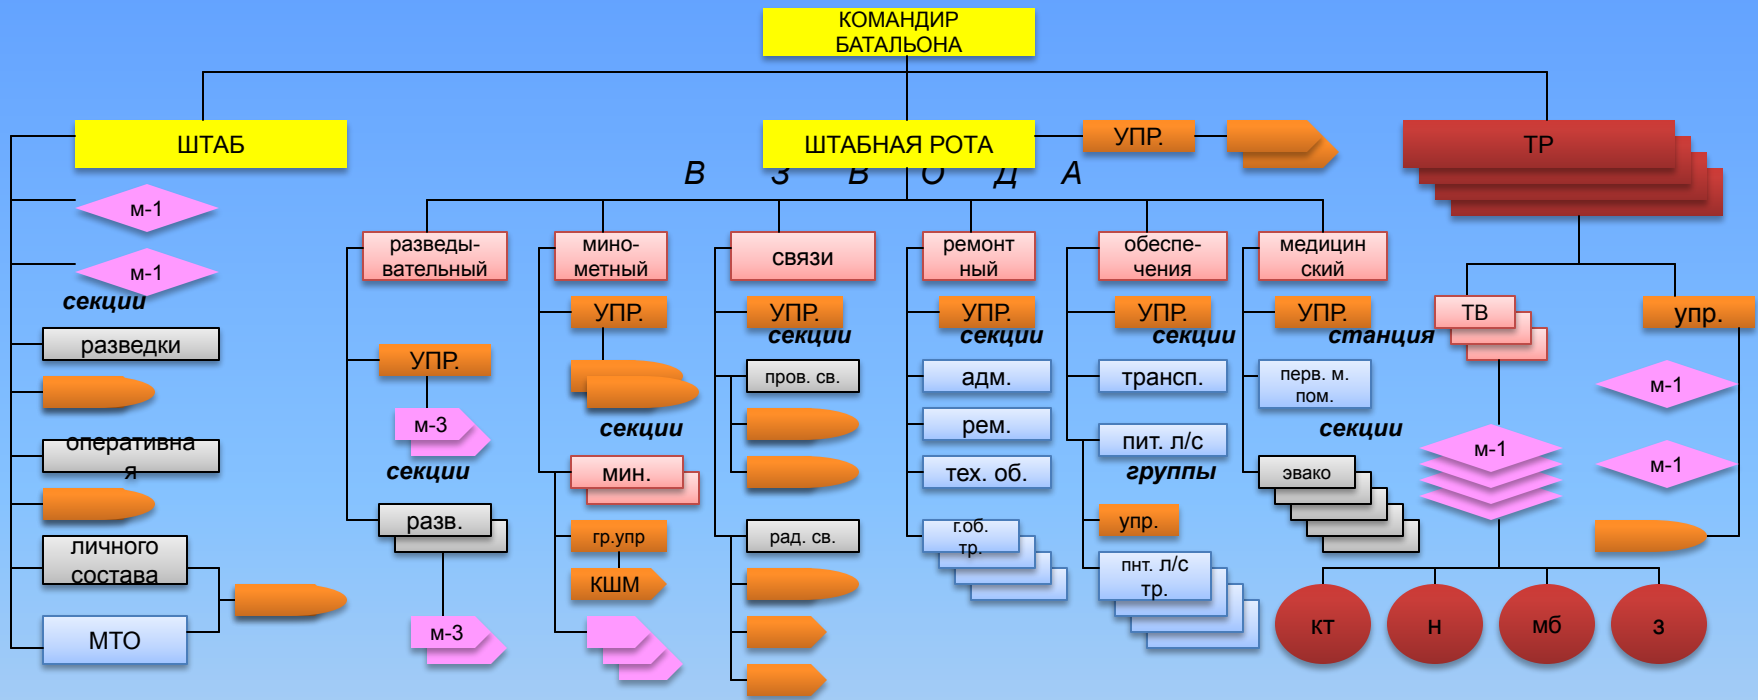 КОМАНДИР
БАТАЛЬОНА
ШТАБ
ШТАБНАЯ РОТА
УПР.
ТР
В З В О Д А
м-1
м-1
секции
разведки
оперативна
я
личного
состава
МТО
разведы-
вательный
УПР.
м-3
секции
разв.
м-3
мино-
метный
УПР.
секции
мин.
гр.упр
КШМ
связи
УПР.
секции
пров. св.
рад. св.
ремонт
ный
УПР.
секции
адм.
рем.
тех. об.
г.об.
тр.
обеспе-
чения
УПР.
секции
трансп.
пит. л/с
группы
упр.
пнт. л/с
тр.
медицин
ский
УПР.
станция
перв. м.
пом.
секции
эвако
ТВ
м-1
кт
н
мб
з
упр.
м-1
м-1